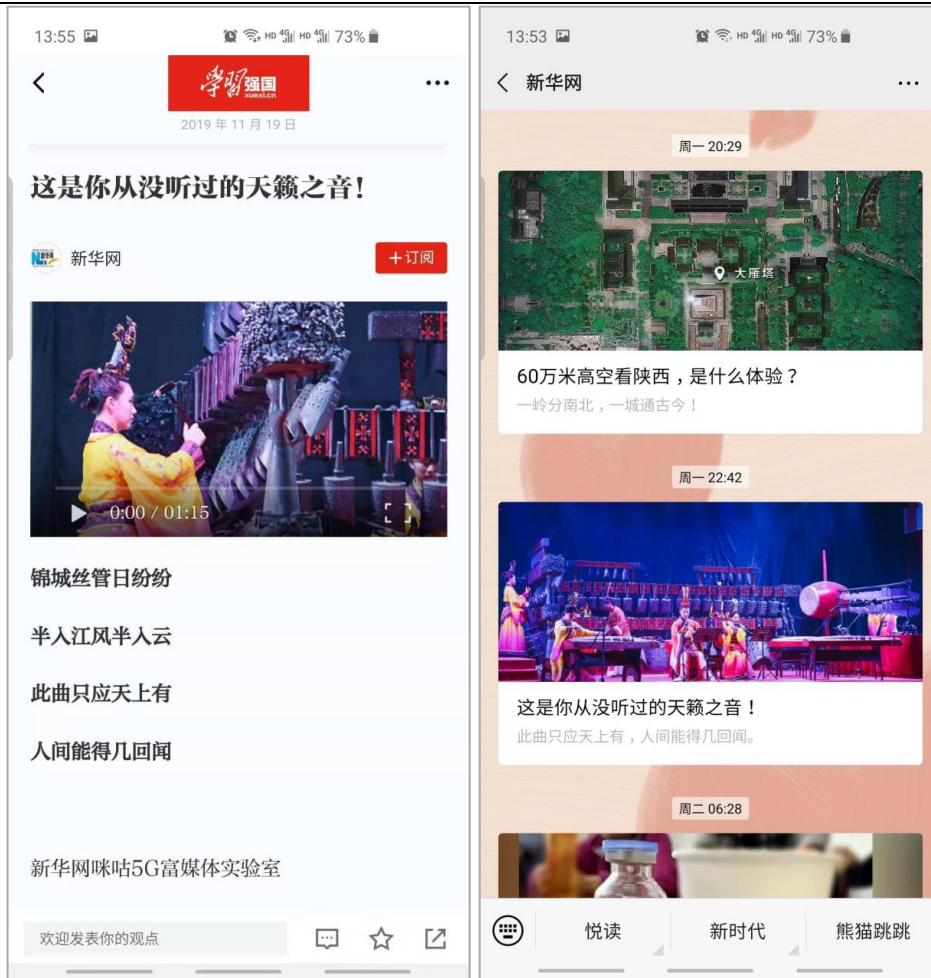 13:55 HD 4G HD 4G 73%
学习强国
xuexi.cn
2019年11月19日
这是你从没听过的天籁之音!
新华网
News
新华网
+订阅
0:00 / 01:15
锦城丝管日纷纷
半入江风半入云
此曲只应天上有
人间能得几回闻
新华网咪咕5G富媒体实验室
欢迎发表你的观点
13:53 HD 4G HD 4G 73%
新华网
周一 20:29
大雁塔
60万米高空看陕西，是什么体验？
一岭分南北，一城通古今！
周一 22:42
这是你从没听过的天籁之音！
此曲只应天上有，人间能得几回闻。
周二 06:28
悦读
新时代
熊猫跳跳